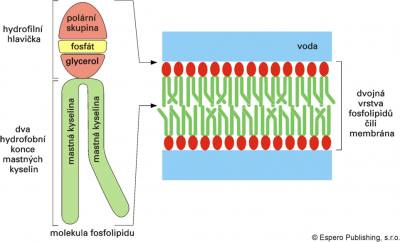 hydrofilní
hlavička
polární
skupina
fosfát
glycerol
voda
mastná kyselina
mastná kyselina
dva
hydrofobní
konce
mastných
kyselin
dvojná
vrstva
fosfolipidů
čili
membrána
molekula fosfolipidu
© Espero Publishing, s.r.o.